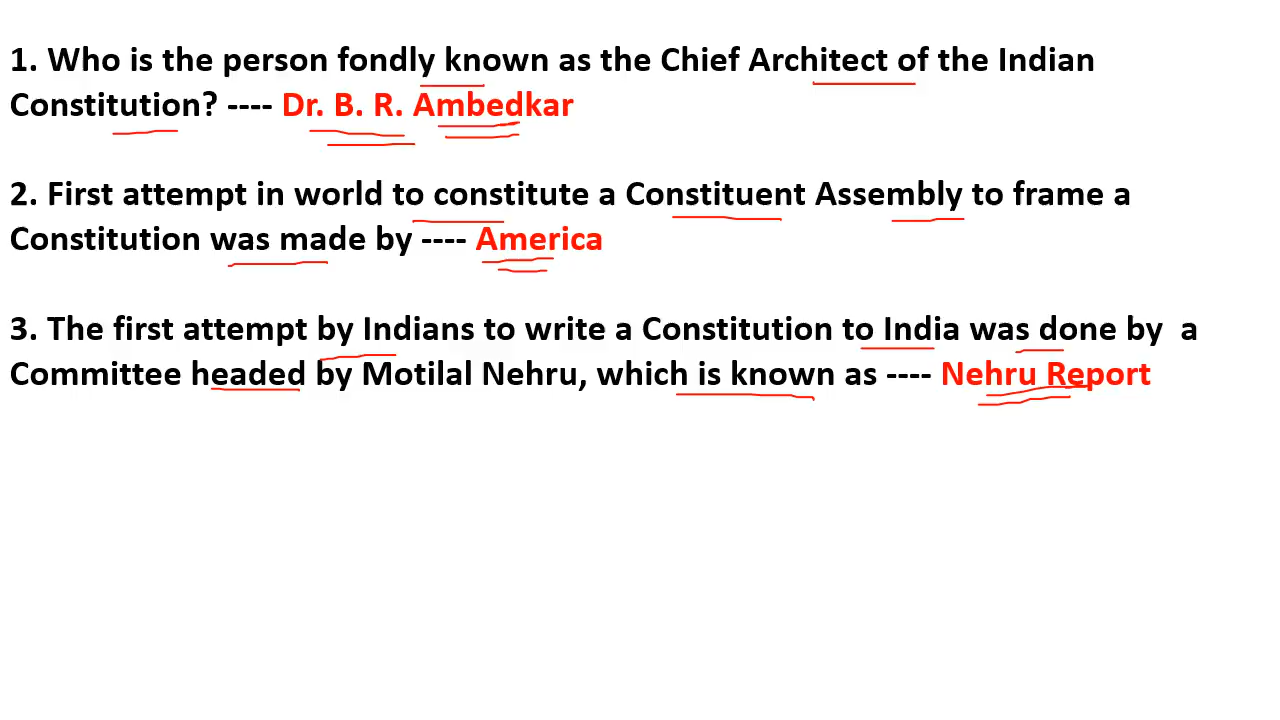 1. Who is the person fondly known as the Chief Architect of the Indian
Constitution? ---- Dr. B. R. Ambedkar
2. First attempt in world to constitute a Constituent Assembly to frame a
Constitution was made by ---- America
3. The first attempt by Indians to write a Constitution to India was done by  a
Committee headed by Motilal Nehru, which is known as ---- Nehru Report